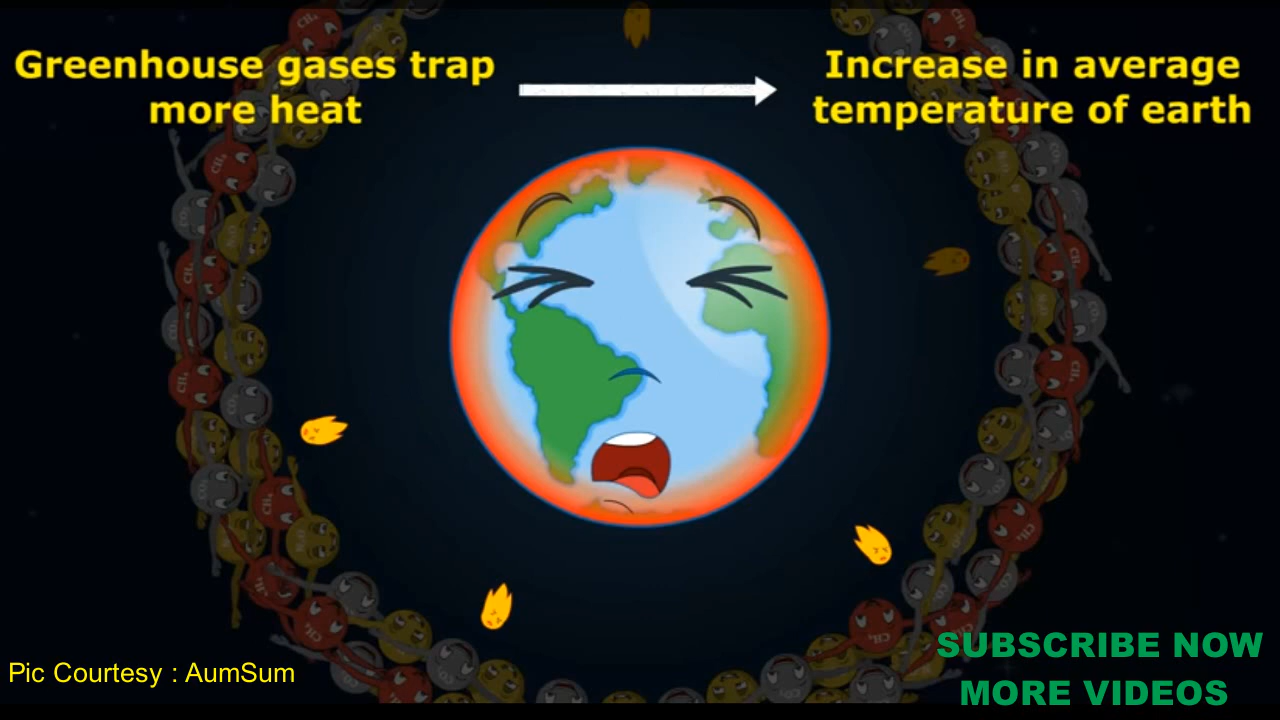 Greenhouse gases trap
more heat
Increase in average
temperature of earth
Pic Courtesy : AumSum
SUBSCRIBE NOW
MORE VIDEOS